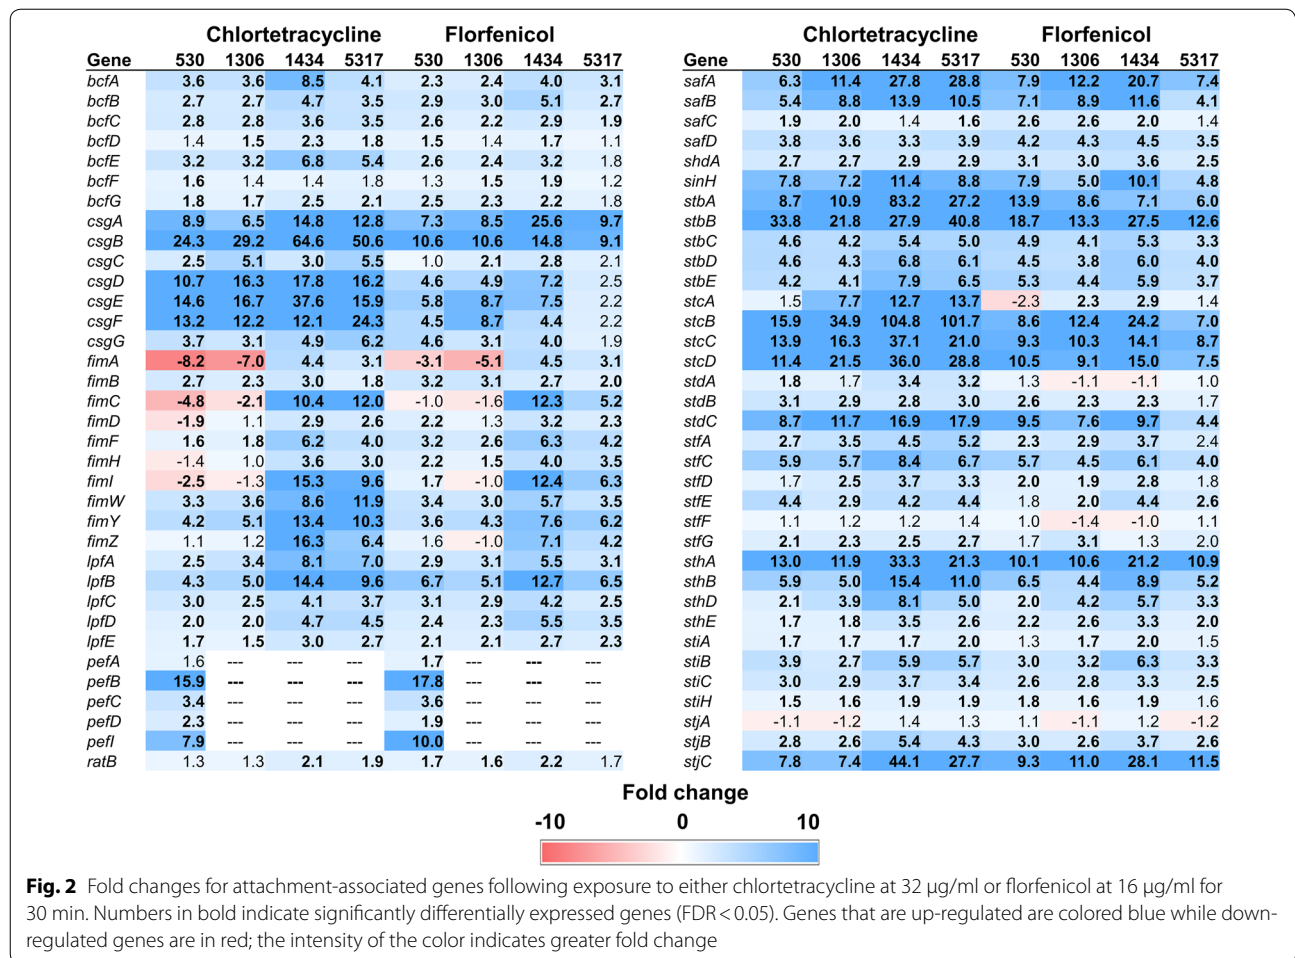 Chlortetracycline Florfenicol
Gene 530 1306 1434 5317 530 1306 1434 5317
bcfA 3.6 3.6 8.5 4.1 2.3 2.4 4.0 3.1
bcfB 2.7 2.7 4.7 3.5 2.9 3.0 5.1 2.7
bcfC 2.8 2.8 3.6 3.5 2.6 2.2 2.9 1.9
bcfD 1.4 1.5 2.3 1.8 1.5 1.4 1.7 1.1
bcfE 3.2 3.2 6.8 5.4 2.6 2.4 3.2 1.8
bcfF 1.6 1.4 1.4 1.8 1.3 1.5 1.9 1.2
bcfG 1.8 1.7 2.5 2.1 2.5 2.3 2.2 1.8
csgA 8.9 6.5 14.8 12.8 7.3 8.5 25.6 9.7
csgB 24.3 29.2 64.6 50.6 10.6 10.6 14.8 9.1
csgC 2.5 5.1 3.0 5.5 1.0 2.1 2.8 2.1
csgD 10.7 16.3 17.8 16.2 4.6 4.9 7.2 2.5
csgE 14.6 16.7 37.6 15.9 5.8 8.7 7.5 2.2
csgF 13.2 12.2 12.1 24.3 4.5 8.7 4.4 2.2
csgG 3.7 3.1 4.9 6.2 4.6 3.1 4.0 1.9
fimA -8.2 -7.0 4.4 3.1 -3.1 -5.1 4.5 3.1
fimB 2.7 2.3 3.0 1.8 3.2 3.1 2.7 2.0
fimC -4.8 -2.1 10.4 12.0 -1.0 -1.6 12.3 5.2
fimD -1.9 1.1 2.9 2.6 2.2 1.3 3.2 2.3
fimF 1.6 1.8 6.2 4.0 3.2 2.6 6.3 4.2
fimH -1.4 1.0 3.6 3.0 2.2 1.5 4.0 3.5
fimI -2.5 -1.3 15.3 9.6 1.7 -1.0 12.4 6.3
fimW 3.3 3.6 8.6 11.9 3.4 3.0 5.7 3.5
fimY 4.2 5.1 13.4 10.3 3.6 4.3 7.6 6.2
fimZ 1.1 1.2 16.3 6.4 1.6 -1.0 7.1 4.2
lpfA 2.5 3.4 8.1 7.0 2.9 3.1 5.5 3.1
lpfB 4.3 5.0 14.4 9.6 6.7 5.1 12.7 6.5
lpfC 3.0 2.5 4.1 3.7 3.1 2.9 4.2 2.5
lpfD 2.0 2.0 4.7 4.5 2.4 2.3 5.5 3.5
lpfE 1.7 1.5 3.0 2.7 2.1 2.1 2.7 2.3
pefA 1.6 --- --- --- 1.7 --- --- ---
pefB 15.9 --- --- --- 17.8 --- --- ---
pefC 3.4 --- --- --- 3.6 --- --- ---
pefD 2.3 --- --- --- 1.9 --- --- ---
pefI 7.9 --- --- --- 10.0 --- --- ---
ratB 1.3 1.3 2.1 1.9 1.7 1.6 2.2 1.7
Chlortetracycline Florfenicol
Gene 530 1306 1434 5317 530 1306 1434 5317
safA 6.3 11.4 27.8 28.8 7.9 12.2 20.7 7.4
safB 5.4 8.8 13.9 10.5 7.1 8.9 11.6 4.1
safC 1.9 2.0 1.4 1.6 2.6 2.6 2.0 1.4
safD 3.8 3.6 3.3 3.9 4.2 4.3 4.5 3.5
shdA 2.7 2.7 2.9 2.9 3.1 3.0 3.6 2.5
sinH 7.8 7.2 11.4 8.8 7.9 5.0 10.1 4.8
stbA 8.7 10.9 83.2 27.2 13.9 8.6 7.1 6.0
stbB 33.8 21.8 27.9 40.8 18.7 13.3 27.5 12.6
stbC 4.6 4.2 5.4 5.0 4.9 4.1 5.3 3.3
stbD 4.6 4.3 6.8 6.1 4.5 3.8 6.0 4.0
stbE 4.2 4.1 7.9 6.5 5.3 4.4 5.9 3.7
stcA 1.5 7.7 12.7 13.7 -2.3 2.3 2.9 1.4
stcB 15.9 34.9 104.8 101.7 8.6 12.4 24.2 7.0
stcC 13.9 16.3 37.1 21.0 9.3 10.3 14.1 8.7
stcD 11.4 21.5 36.0 28.8 10.5 9.1 15.0 7.5
stdA 1.8 1.7 3.4 3.2 1.3 -1.1 -1.1 1.0
stdB 3.1 2.9 2.8 3.0 2.6 2.3 2.3 1.7
stdC 8.7 11.7 16.9 17.9 9.5 7.6 9.7 4.4
stfA 2.7 3.5 4.5 5.2 2.3 2.9 3.7 2.4
stfC 5.9 5.7 8.4 6.7 5.7 4.5 6.1 4.0
stfD 1.7 2.5 3.7 3.3 2.0 1.9 2.8 1.8
stfE 4.4 2.9 4.2 4.4 1.8 2.0 4.4 2.6
stfF 1.1 1.2 1.2 1.4 1.0 -1.4 -1.0 1.1
stfG 2.1 2.3 2.5 2.7 1.7 3.1 1.3 2.0
sthA 13.0 11.9 33.3 21.3 10.1 10.6 21.2 10.9
sthB 5.9 5.0 15.4 11.0 6.5 4.4 8.9 5.2
sthD 2.1 3.9 8.1 5.0 2.0 4.2 5.7 3.3
sthE 1.7 1.8 3.5 2.6 2.2 2.6 3.3 2.0
stiA 1.7 1.7 1.7 2.0 1.3 1.7 2.0 1.5
stiB 3.9 2.7 5.9 5.7 3.0 3.2 6.3 3.3
stiC 3.0 2.9 3.7 3.4 2.6 2.8 3.3 2.5
stiH 1.5 1.6 1.9 1.9 1.8 1.6 1.9 1.6
stjA -1.1 -1.2 1.4 1.3 1.1 -1.1 1.2 -1.2
stjB 2.8 2.6 5.4 4.3 3.0 2.6 3.7 2.6
stjC 7.8 7.4 44.1 27.7 9.3 11.0 28.1 11.5
Fold change
-10 0 10
Fig. 2 Fold changes for attachment-associated genes following exposure to either chlortetracycline at 32 µg/ml or florfenicol at 16 µg/ml for
30 min. Numbers in bold indicate significantly differentially expressed genes (FDR < 0.05). Genes that are up-regulated are colored blue while down-
regulated genes are in red; the intensity of the color indicates greater fold change